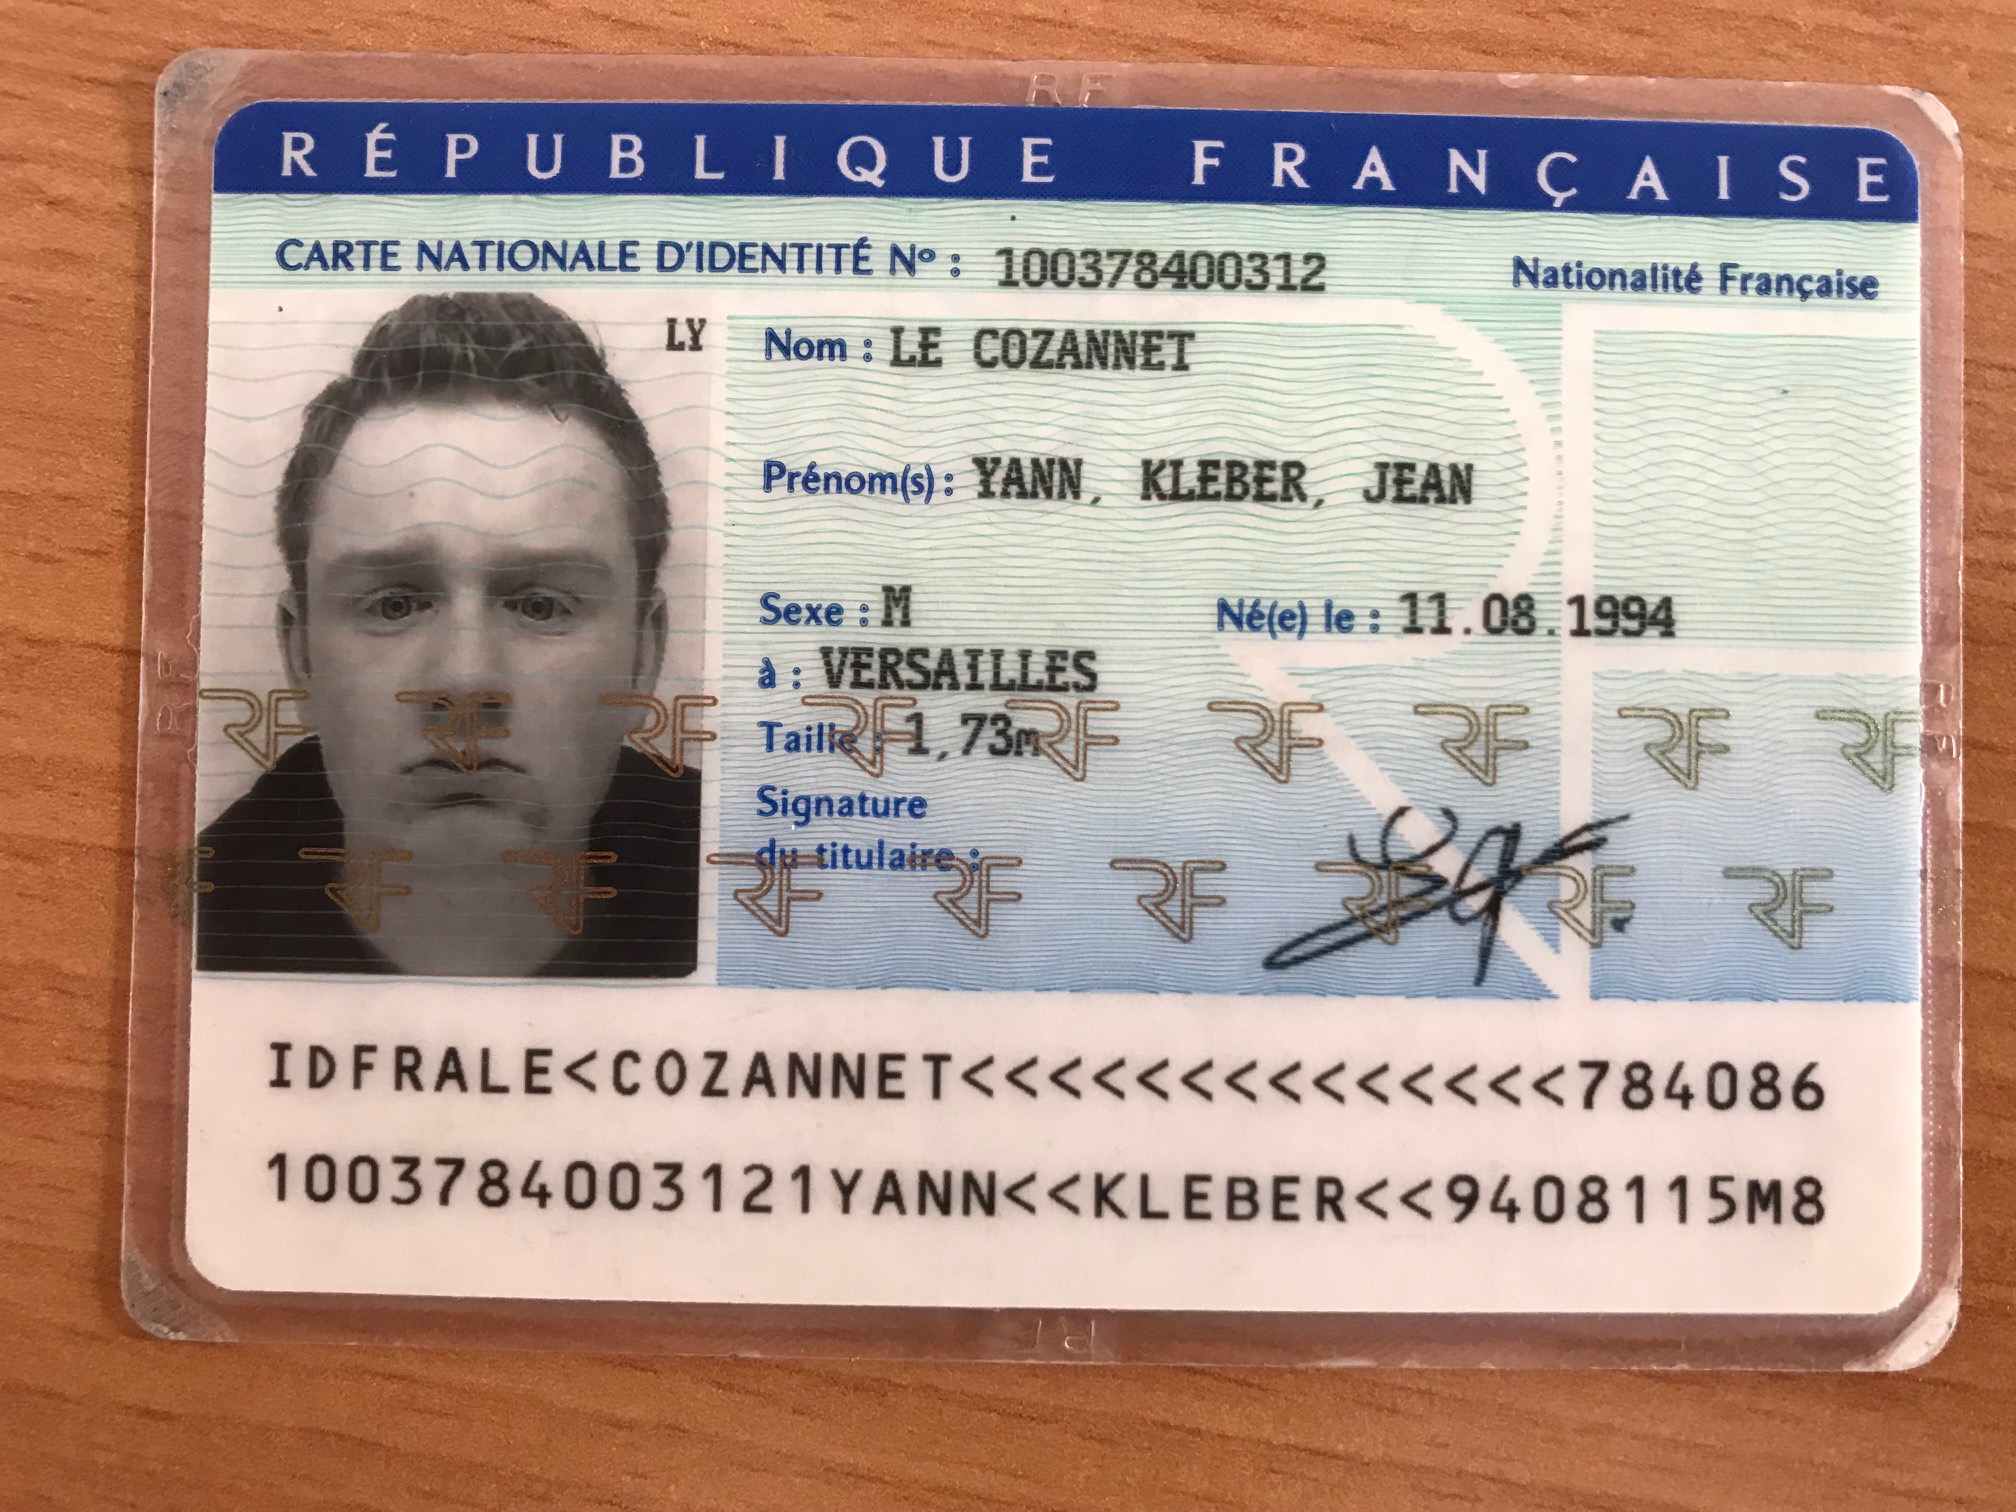 RÉPUBLIQUE FRANÇAISE
CARTE NATIONALE D'IDENTITÉ N° : 100378400312 Nationalité Française
LY
Nom : LE COZANNET
Prénom(s) : YANN, KLEBER, JEAN
Sexe : M Né(e) le : 11.08.1994
à : VERSAILLES
Taille : 1,73m
Signature
du titulaire :
IDFRALE<COZANNET<<<<<<<<<<<<<<784086
1003784003121YANN<<KLEBER<<9408115M8